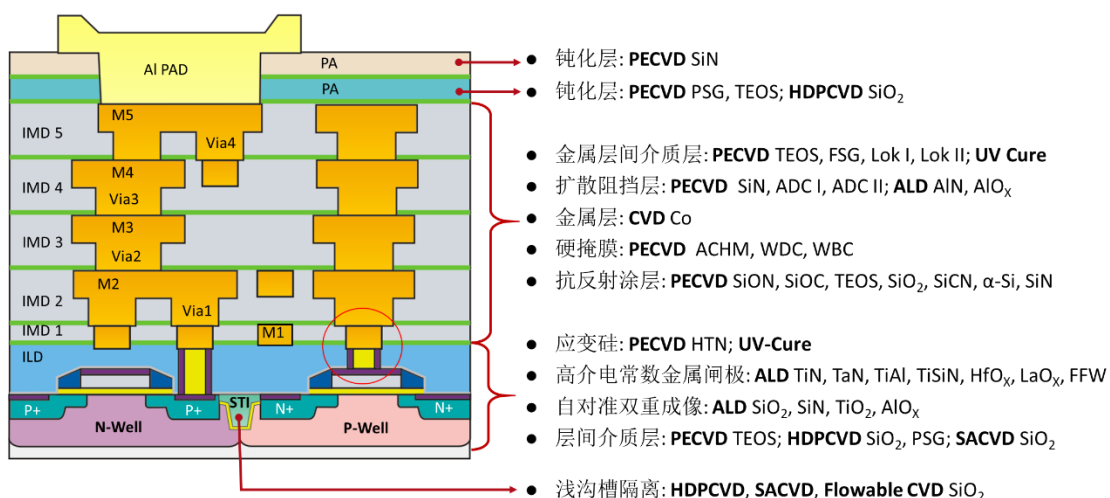 Al PAD
PA
PA
M5
IMD 5
Via4
M4
IMD 4
Via3
M3
IMD 3
Via2
M2
IMD 2
Via1
IMD 1
M1
ILD
P+
P+
STI
N+
N+
N-Well
P-Well
● 钝化层: PECVD SiN
● 钝化层: PECVD PSG, TEOS; HDPCVD SiO₂
● 金属层间介质层: PECVD TEOS, FSG, Lok I, Lok II; UV Cure
● 扩散阻挡层: PECVD SiN, ADC I, ADC II; ALD AlN, AlOₓ
● 金属层: CVD Co
● 硬掩膜: PECVD ACHM, WDC, WBC
● 抗反射涂层: PECVD SiON, SiOC, TEOS, SiO₂, SiCN, α-Si, SiN
● 应变硅: PECVD HTN; UV-Cure
● 高介电常数金属闸极: ALD TiN, TaN, TiAl, TiSiN, HfOₓ, LaOₓ, FFW
● 自对准双重成像: ALD SiO₂, SiN, TiO₂, AlOₓ
● 层间介质层: PECVD TEOS; HDPCVD SiO₂, PSG; SACVD SiO₂
● 浅沟槽隔离: HDPCVD, SACVD, Flowable CVD SiO₂